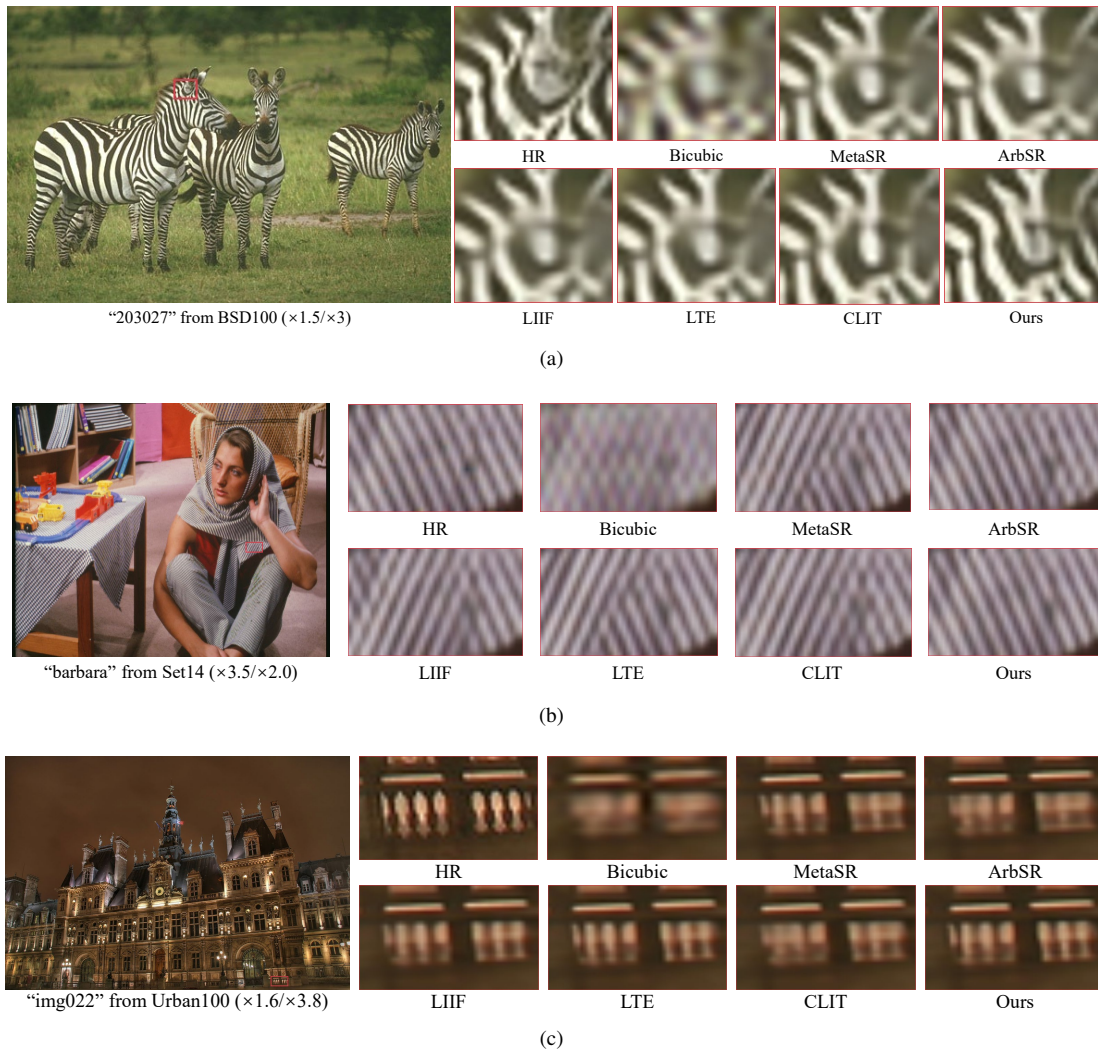 HR Bicubic MetaSR ArbSR
LIIF LTE CLIT Ours
“203027” from BSD100 (×1.5/×3)
(a)
HR Bicubic MetaSR ArbSR
LIIF LTE CLIT Ours
“barbara” from Set14 (×3.5/×2.0)
(b)
HR Bicubic MetaSR ArbSR
LIIF LTE CLIT Ours
“img022” from Urban100 (×1.6/×3.8)
(c)